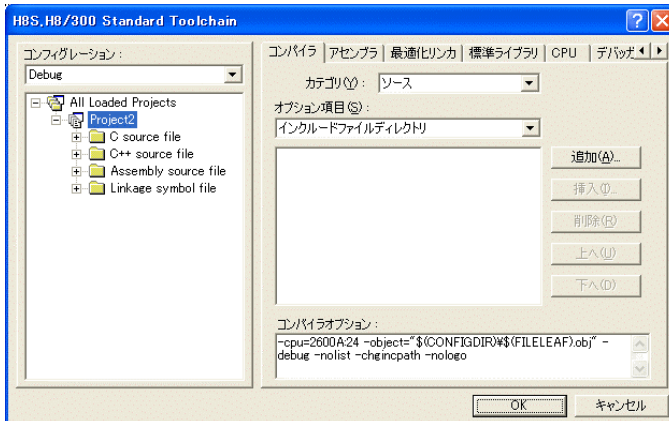 H8S,H8/300 Standard Toolchain
コンフィグレーション :
Debug
All Loaded Projects
Project2
C source file
C++ source file
Assembly source file
Linkage symbol file
コンパイラ アセンブラ 最適化リンカ 標準ライブラリ CPU デバッガ
カテゴリ(Y) : ソース
オプション項目(S) :
インクルードファイルディレクトリ
追加(A)...
挿入(I)...
削除(R)
上へ(U)
下へ(D)
コンパイラオプション :
-cpu=2600A:24 -object="$(CONFIGDIR)¥$(FILELEAF).obj" -
debug -nolist -chgincpath -nologo
OK キャンセル